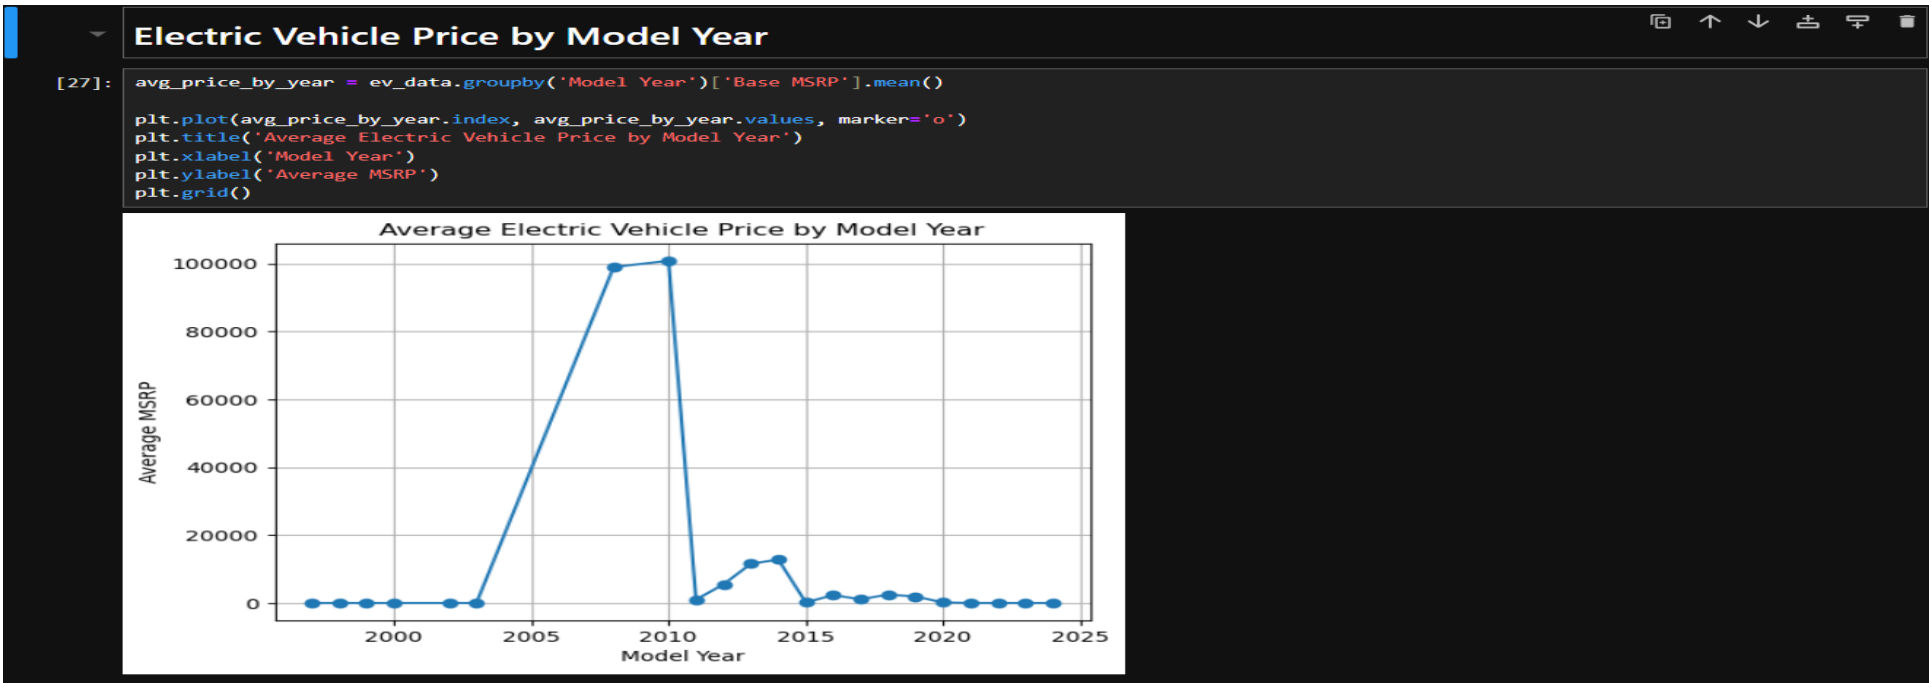 Electric Vehicle Price by Model Year
[27]:
avg_price_by_year = ev_data.groupby('Model Year')['Base MSRP'].mean()
plt.plot(avg_price_by_year.index, avg_price_by_year.values, marker='o')
plt.title('Average Electric Vehicle Price by Model Year')
plt.xlabel('Model Year')
plt.ylabel('Average MSRP')
plt.grid()
Average Electric Vehicle Price by Model Year
100000
80000
60000
40000
20000
0
Average MSRP
2000
2005
2010
2015
2020
2025
Model Year